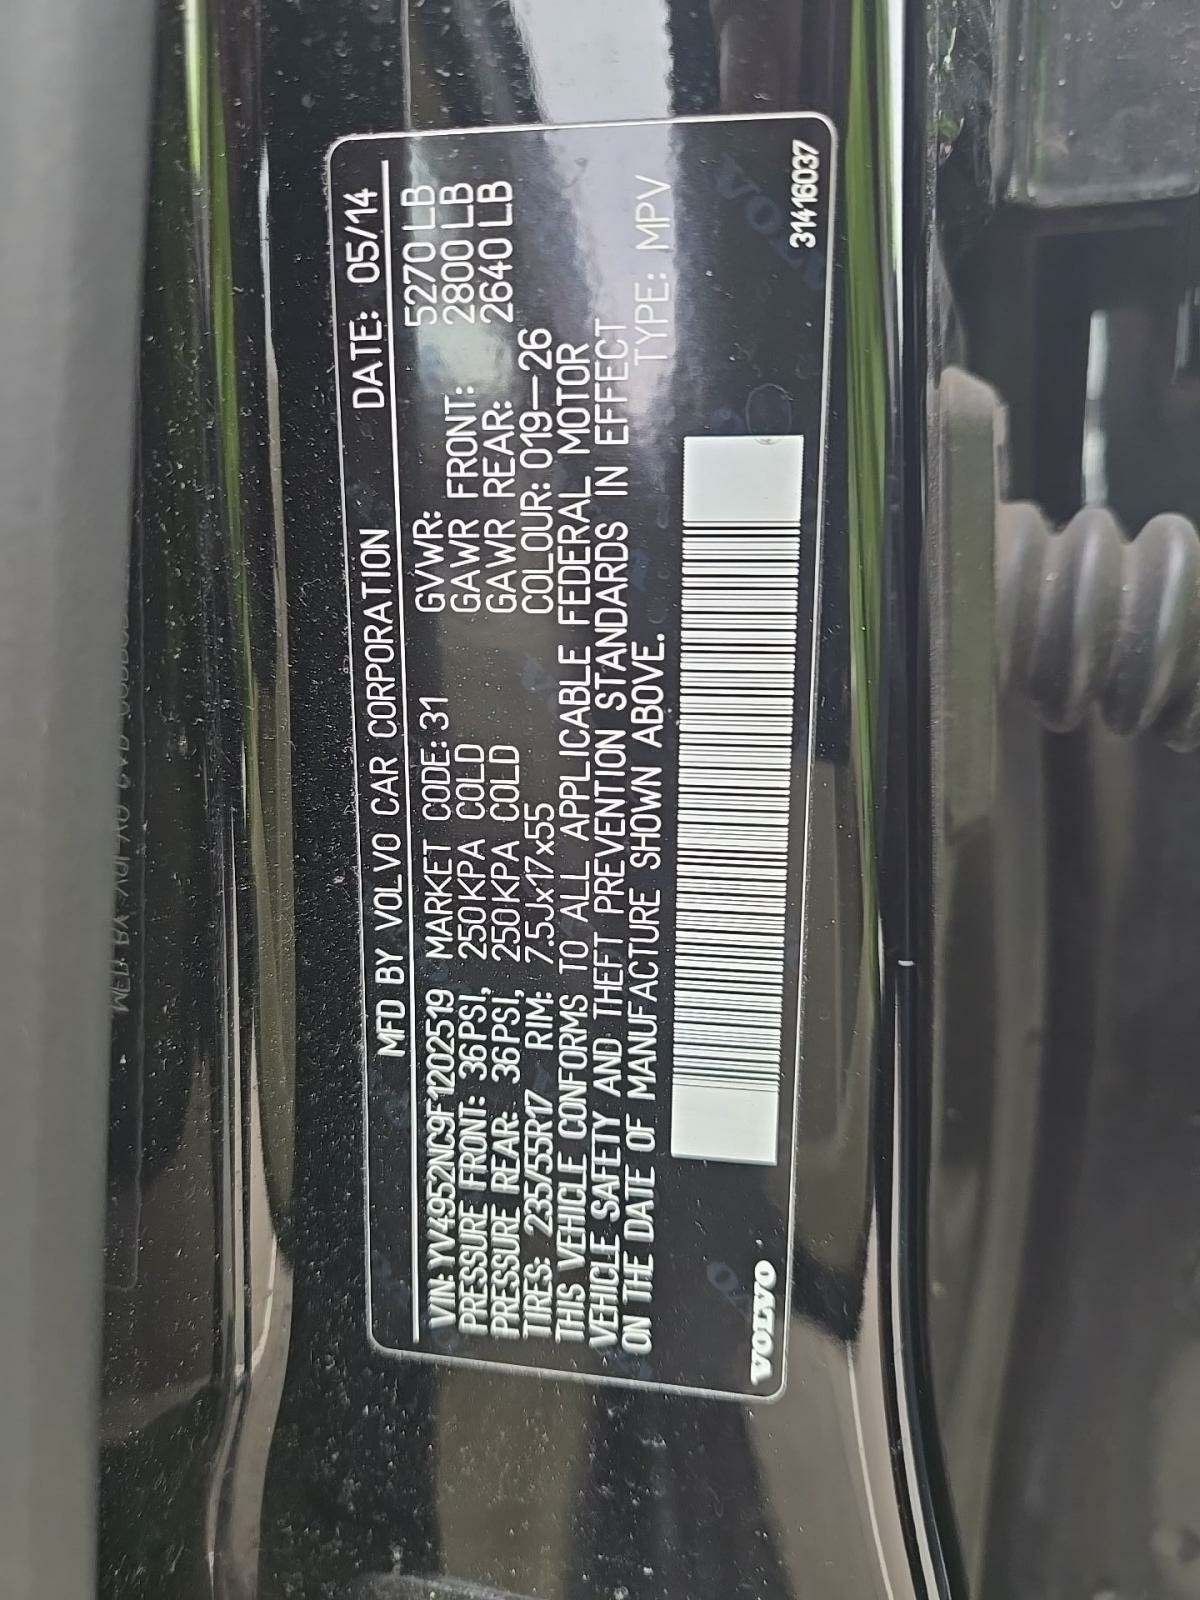 MFD BY VOLVO CAR CORPORATION DATE: 05/14
VIN: YV4952NC9F1202519 MARKET CODE: 31 GVWR: 5270 LB
PRESSURE FRONT: 36PSI, 250KPA COLD GAWR FRONT: 2800 LB
PRESSURE REAR: 36PSI, 250KPA COLD GAWR REAR: 2640 LB
TIRES: 235/55R17 RIM: 7.5Jx17x55 COLOUR: 019-26
THIS VEHICLE CONFORMS TO ALL APPLICABLE FEDERAL MOTOR
VEHICLE SAFETY AND THEFT PREVENTION STANDARDS IN EFFECT
ON THE DATE OF MANUFACTURE SHOWN ABOVE. TYPE: MPV
VOLVO 31416037